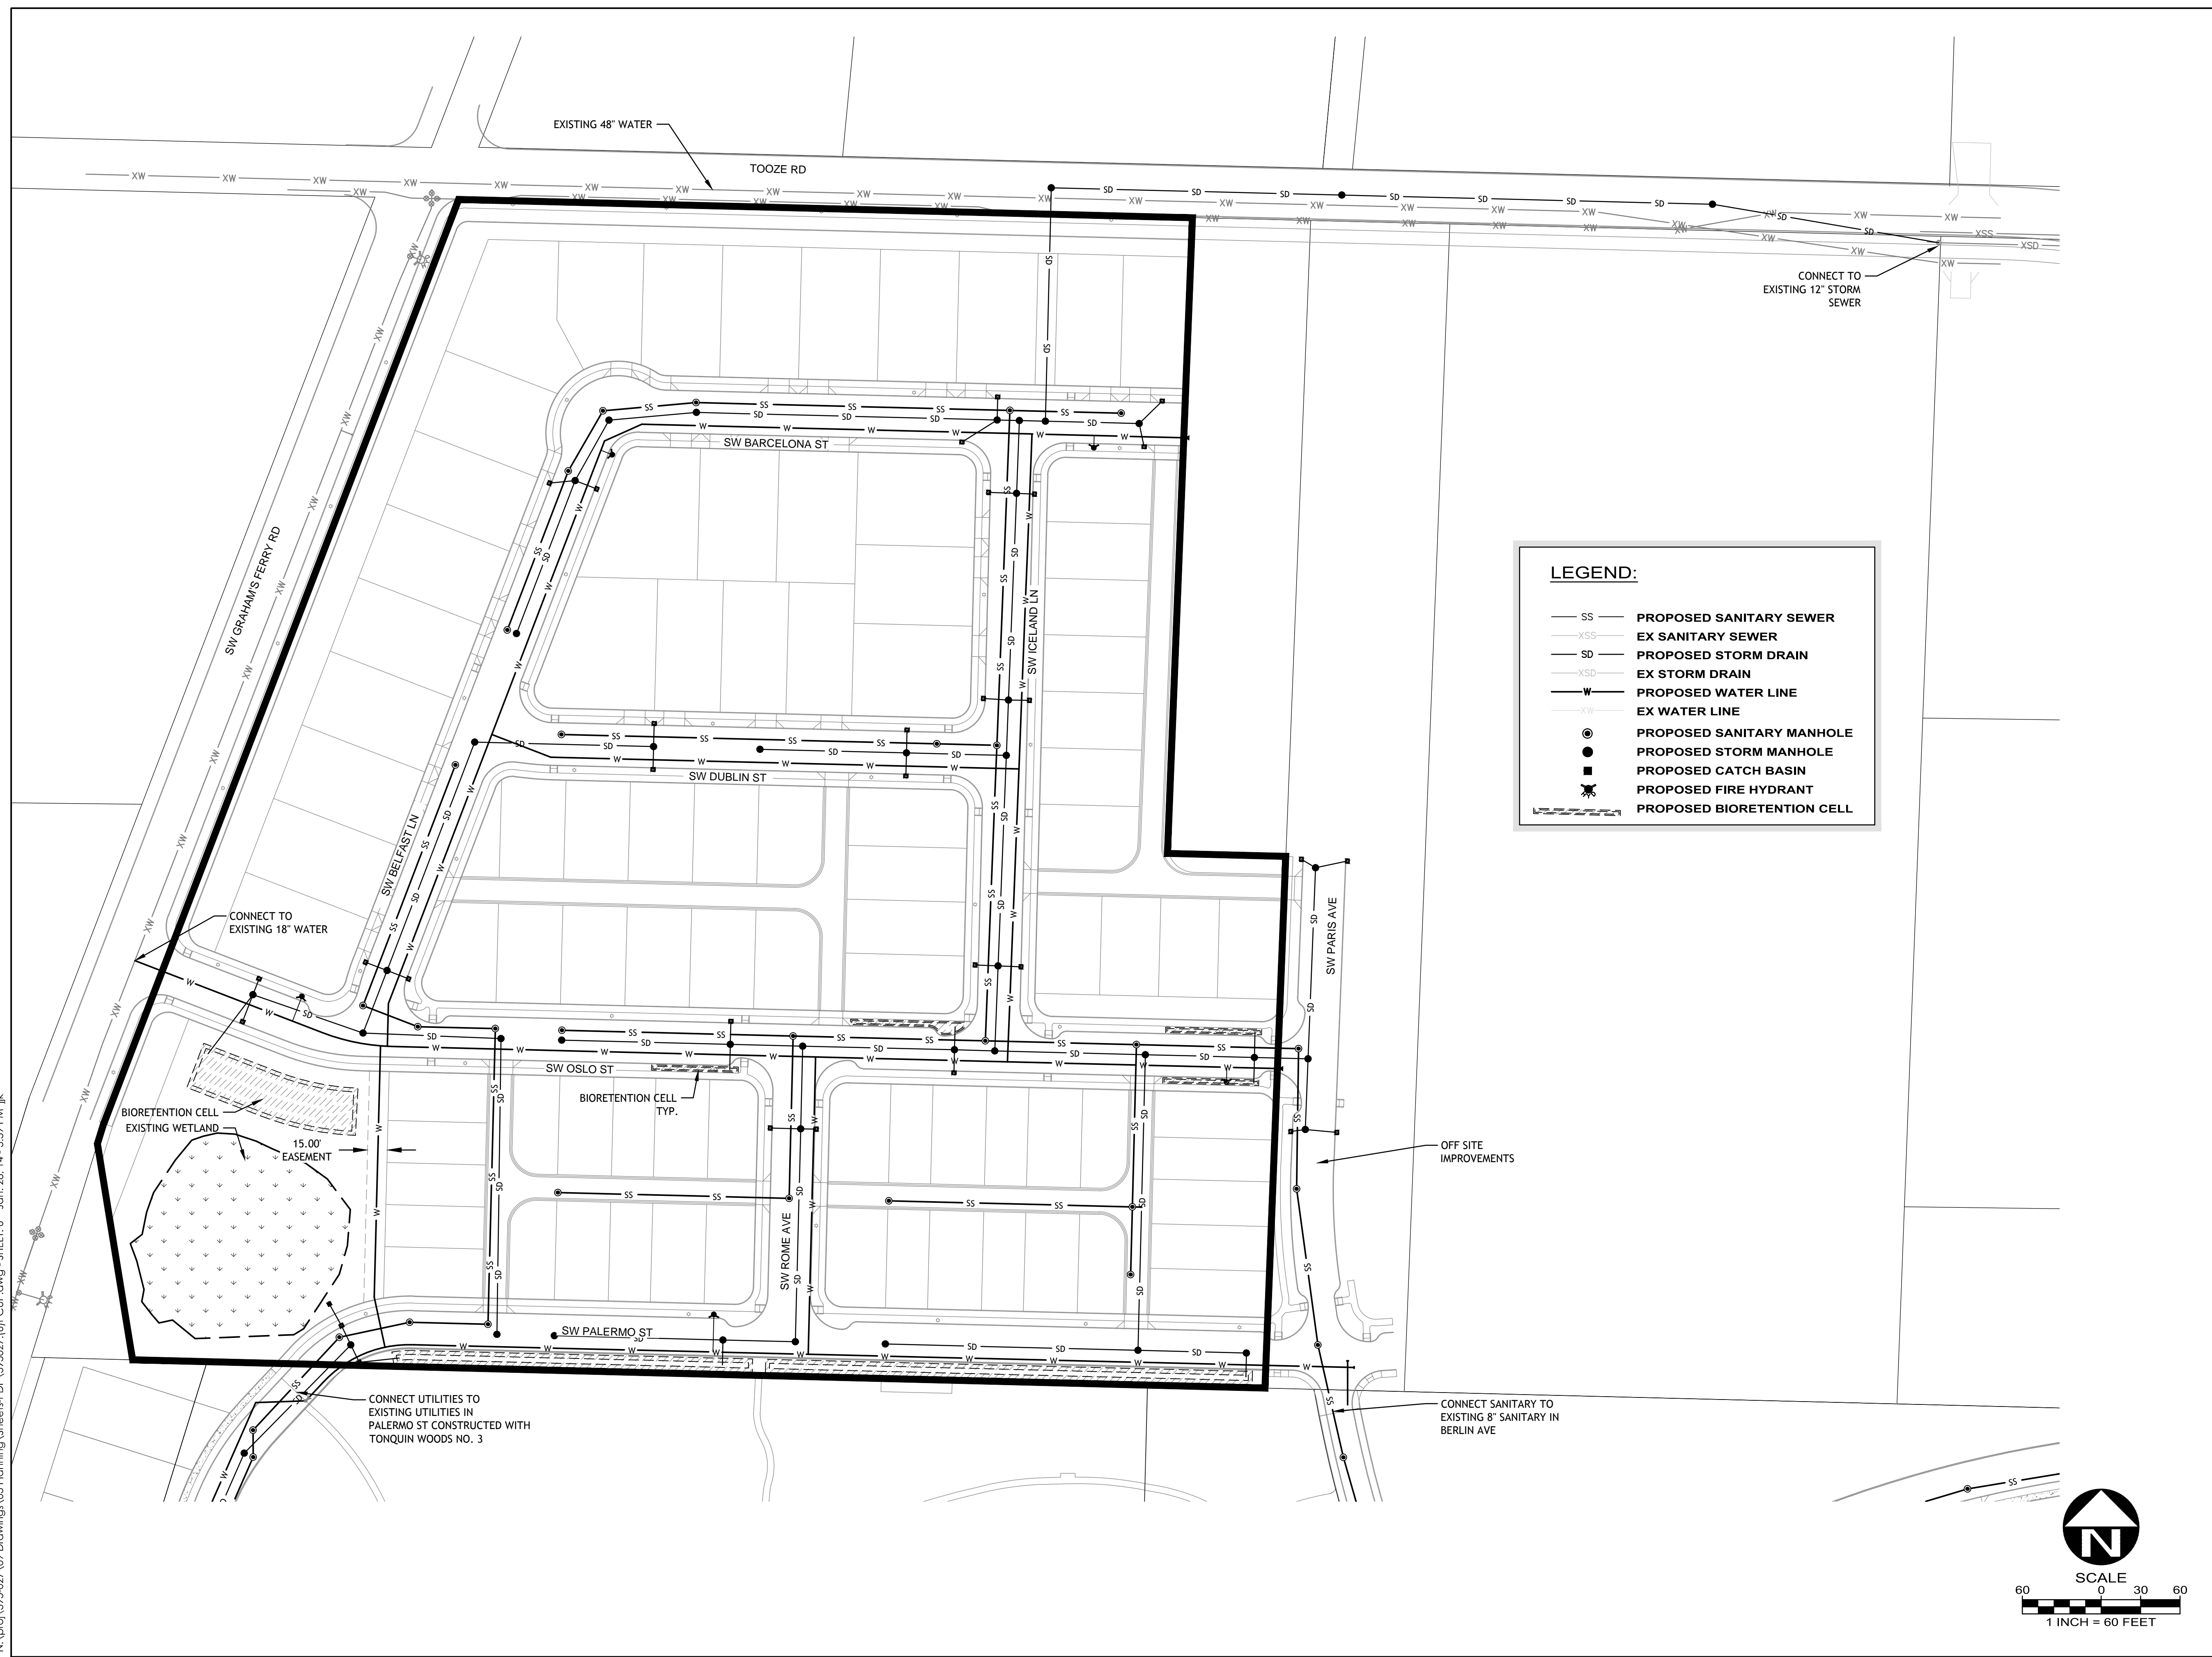 EXISTING 48" WATER
TOOZE RD
CONNECT TO
EXISTING 12" STORM
SEWER
SW BARCELONA ST
SW GRAHAM'S FERRY RD
SW ICELAND LN
LEGEND:
SS PROPOSED SANITARY SEWER
XSS EX SANITARY SEWER
SD PROPOSED STORM DRAIN
XSD EX STORM DRAIN
W PROPOSED WATER LINE
XW EX WATER LINE
PROPOSED SANITARY MANHOLE
PROPOSED STORM MANHOLE
PROPOSED CATCH BASIN
PROPOSED FIRE HYDRANT
PROPOSED BIORETENTION CELL
SW DUBLIN ST
SW BELFAST LN
CONNECT TO
EXISTING 18" WATER
SW PARIS AVE
SW OSLO ST
BIORETENTION CELL
TYP.
BIORETENTION CELL
EXISTING WETLAND
15.00'
EASEMENT
OFF SITE
IMPROVEMENTS
SW ROME AVE
SW PALERMO ST
CONNECT UTILITIES TO
EXISTING UTILITIES IN
PALERMO ST CONSTRUCTED WITH
TONQUIN WOODS NO. 3
CONNECT SANITARY TO
EXISTING 8" SANITARY IN
BERLIN AVE
N
SCALE
60 0 30 60
1 INCH = 60 FEET